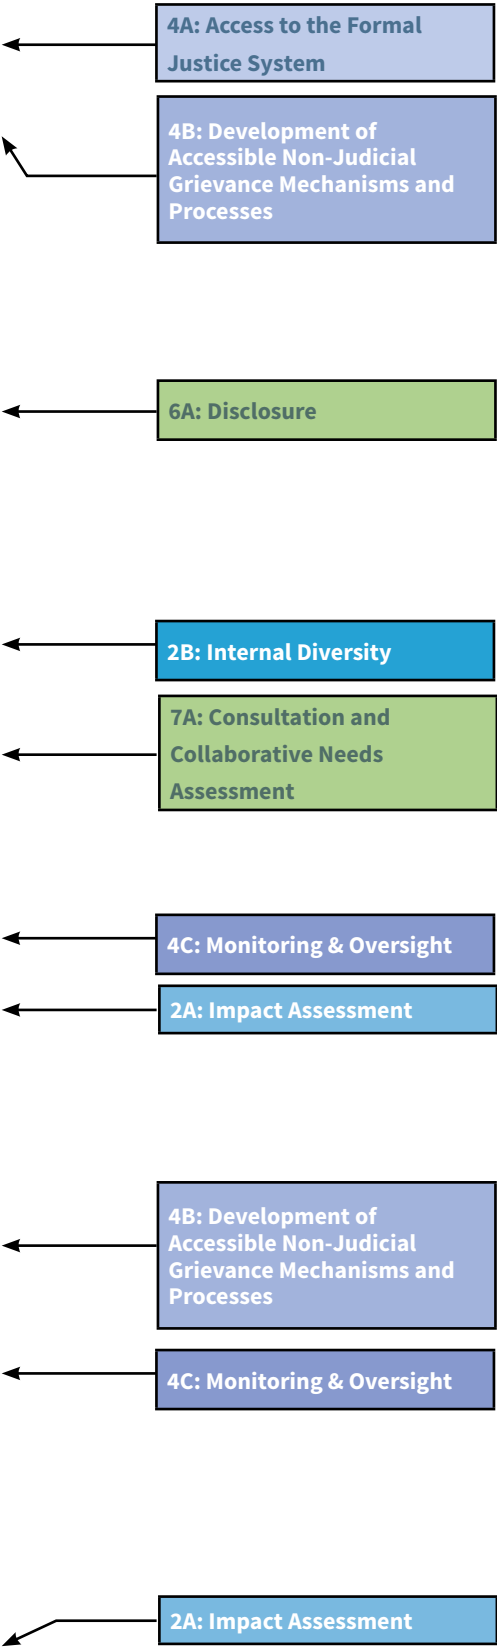 4A: Access to the Formal
Justice System
4B: Development of
Accessible Non-Judicial
Grievance Mechanisms and
Processes
6A: Disclosure
2B: Internal Diversity
7A: Consultation and
Collaborative Needs
Assessment
4C: Monitoring & Oversight
2A: Impact Assessment
4B: Development of
Accessible Non-Judicial
Grievance Mechanisms and
Processes
4C: Monitoring & Oversight
2A: Impact Assessment